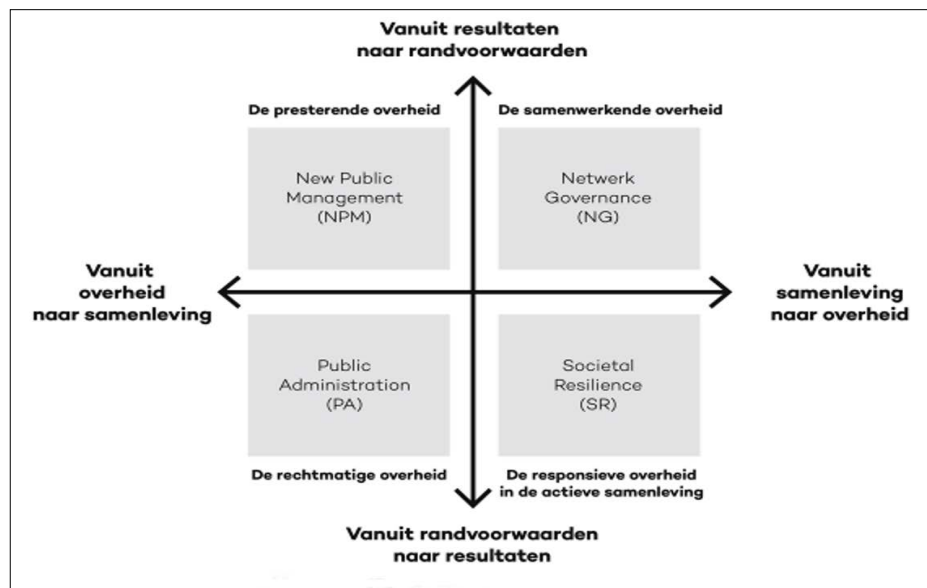 Vanuit resultaten
naar randvoorwaarden
De presterende overheid
De samenwerkende overheid
New Public
Management
(NPM)
Netwerk
Governance
(NG)
Vanuit
overheid
naar samenleving
Vanuit
samenleving
naar overheid
Public
Administration
(PA)
Societal
Resilience
(SR)
De rechtmatige overheid
De responsieve overheid
in de actieve samenleving
Vanuit randvoorwaarden
naar resultaten